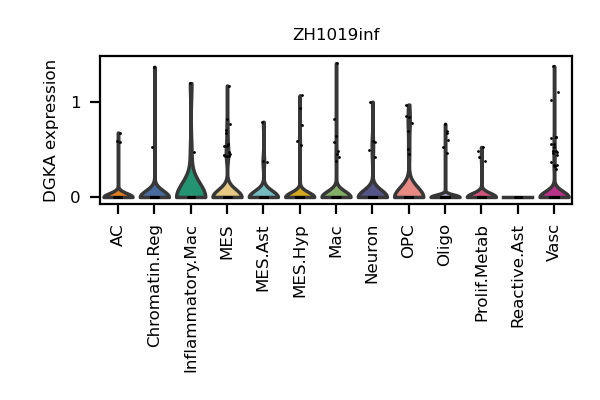 ZH1019inf
DGKA expression
1
0
AC
Chromatin.Reg
Inflammatory.Mac
MES
MES.Ast
MES.Hyp
Mac
Neuron
OPC
Oligo
Prolif.Metab
Reactive.Ast
Vasc